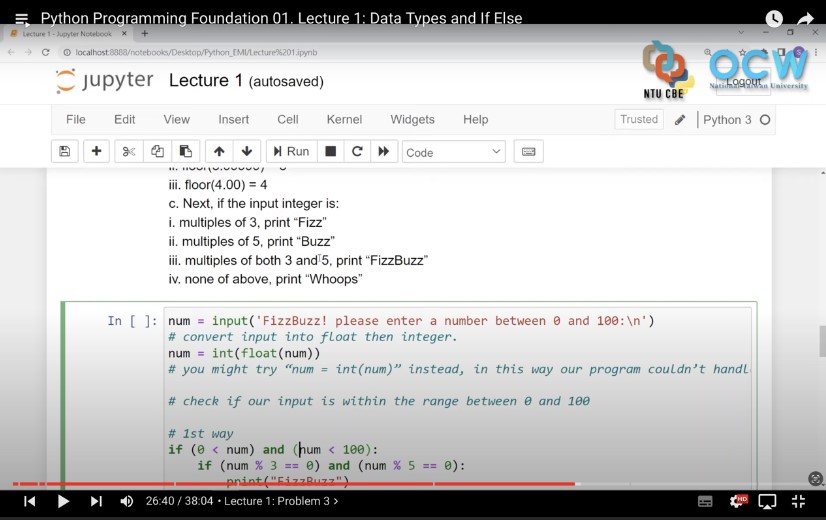 Python Programming Foundation 01. Lecture 1: Data Types and If Else
Lecture 1 - Jupyter Notebook
localhost:8888/notebooks/Desktop/Python_EMI/Lecture%201.ipynb
jupyter Lecture 1 (autosaved)
Logout
NTU CBE
OCW
National Taiwan University
File Edit View Insert Cell Kernel Widgets Help
Trusted Python 3
Run Code
iii. floor(4.00) = 4
c. Next, if the input integer is:
i. multiples of 3, print “Fizz”
ii. multiples of 5, print “Buzz”
iii. multiples of both 3 and 5, print “FizzBuzz”
iv. none of above, print “Whoops”
In [ ]: num = input('FizzBuzz! please enter a number between 0 and 100:\n')
# convert input into float then integer.
num = int(float(num))
# you might try “num = int(num)” instead, in this way our program couldn’t handl
# check if our input is within the range between 0 and 100
# 1st way
if (0 < num) and (num < 100):
if (num % 3 == 0) and (num % 5 == 0):
print("FizzBuzz")
26:40 / 38:04 • Lecture 1: Problem 3 >
HD